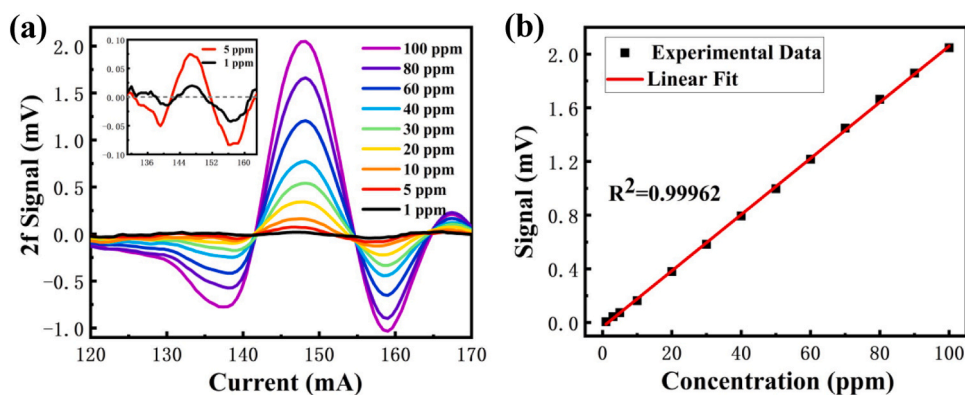 (a)
2f Signal (mV)
2.0
1.5
1.0
0.5
0.0
−0.5
−1.0
0.10
0.05
0.00
−0.05
−0.10
5 ppm
1 ppm
136
144
152
160
100 ppm
80 ppm
60 ppm
40 ppm
30 ppm
20 ppm
10 ppm
5 ppm
1 ppm
120
130
140
150
160
170
Current (mA)
(b)
Signal (mV)
2.0
1.6
1.2
0.8
0.4
0.0
Experimental Data
Linear Fit
R²=0.99962
0
20
40
60
80
100
Concentration (ppm)